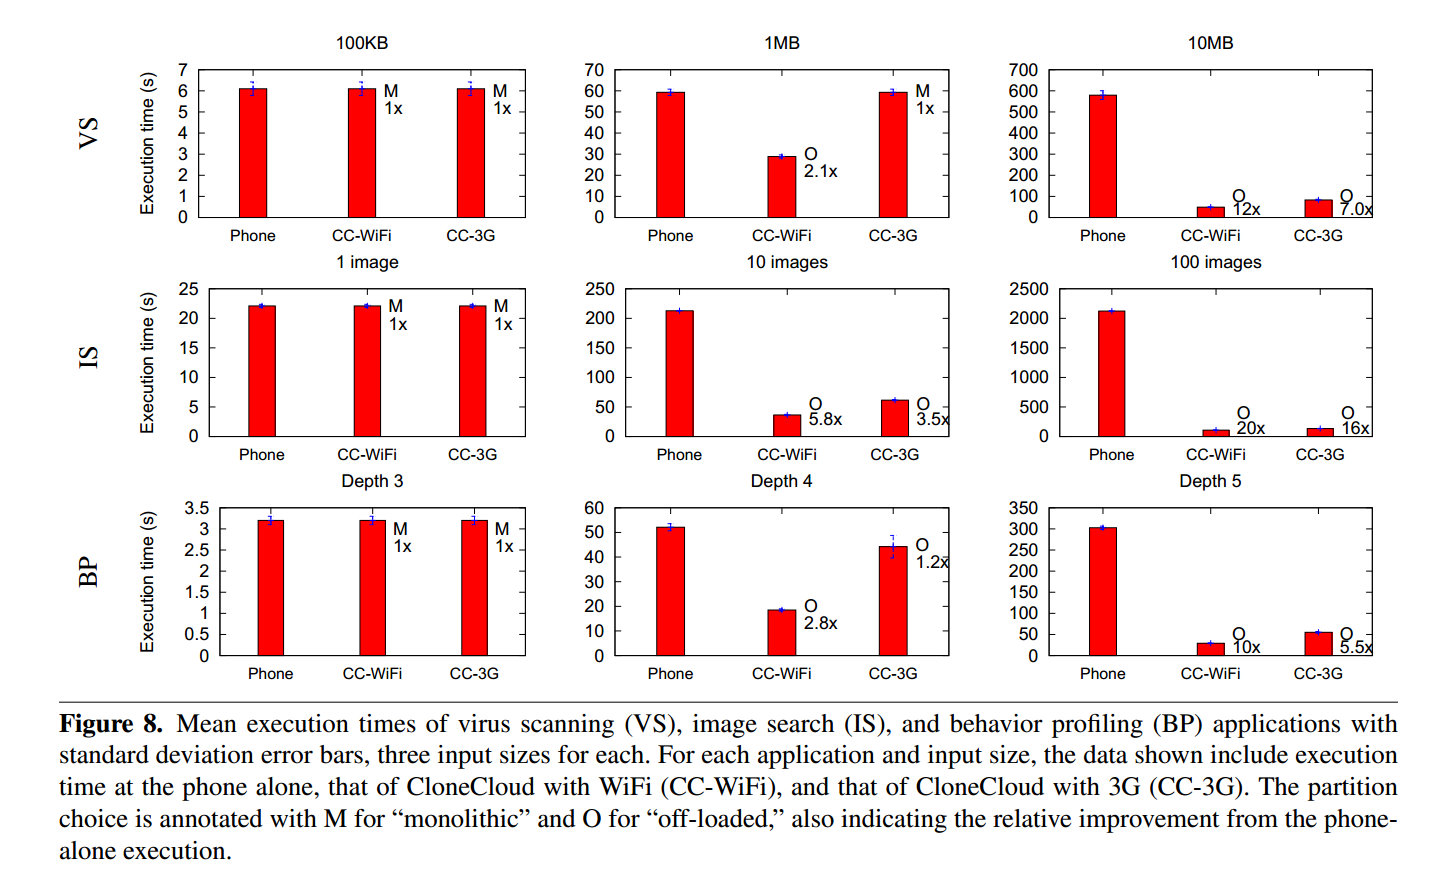 100KB
1MB
10MB
VS
Execution time (s)
7
6
5
4
3
2
1
0
M
1x
M
1x
Phone
CC-WiFi
CC-3G
70
60
50
40
30
20
10
0
O
2.1x
M
1x
Phone
CC-WiFi
CC-3G
700
600
500
400
300
200
100
0
O
12x
O
7.0x
Phone
CC-WiFi
CC-3G
1 image
10 images
100 images
IS
Execution time (s)
25
20
15
10
5
0
M
1x
M
1x
Phone
CC-WiFi
CC-3G
250
200
150
100
50
0
O
5.8x
O
3.5x
Phone
CC-WiFi
CC-3G
2500
2000
1500
1000
500
0
O
20x
O
16x
Phone
CC-WiFi
CC-3G
Depth 3
Depth 4
Depth 5
BP
Execution time (s)
3.5
3
2.5
2
1.5
1
0.5
0
M
1x
M
1x
Phone
CC-WiFi
CC-3G
60
50
40
30
20
10
0
O
2.8x
O
1.2x
Phone
CC-WiFi
CC-3G
350
300
250
200
150
100
50
0
O
10x
O
5.5x
Phone
CC-WiFi
CC-3G
Figure 8. Mean execution times of virus scanning (VS), image search (IS), and behavior profiling (BP) applications with
standard deviation error bars, three input sizes for each. For each application and input size, the data shown include execution
time at the phone alone, that of CloneCloud with WiFi (CC-WiFi), and that of CloneCloud with 3G (CC-3G). The partition
choice is annotated with M for “monolithic” and O for “off-loaded,” also indicating the relative improvement from the phone-
alone execution.